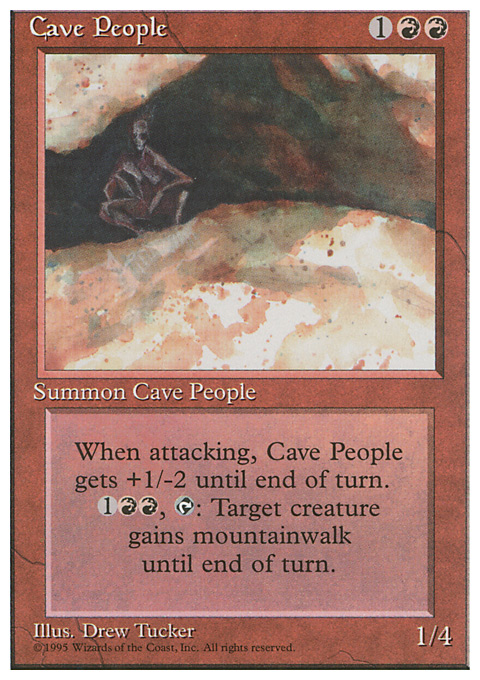 Cave People 1
Summon Cave People
When attacking, Cave People
gets +1/-2 until end of turn.
1, : Target creature
gains mountainwalk
until end of turn.
Illus. Drew Tucker
©1995 Wizards of the Coast, Inc. All rights reserved.
1/4